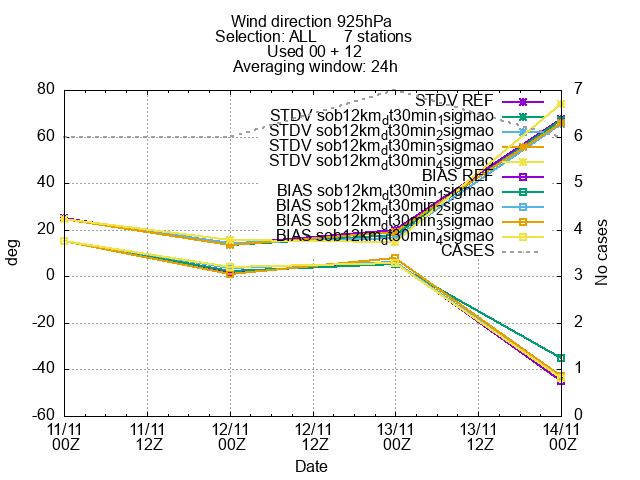 Wind direction 925hPa
Selection: ALL 7 stations
Used 00 + 12
Averaging window: 24h
80
60
40
20
0
-20
-40
-60
deg
7
6
5
4
3
2
1
0
No cases
STDV REF
STDV sob12km_dt30min_1sigmao
STDV sob12km_dt30min_2sigmao
STDV sob12km_dt30min_3sigmao
STDV sob12km_dt30min_4sigmao
BIAS REF
BIAS sob12km_dt30min_1sigmao
BIAS sob12km_dt30min_2sigmao
BIAS sob12km_dt30min_3sigmao
BIAS sob12km_dt30min_4sigmao
CASES
11/11 11/11 12/11 12/11 13/11 13/11 14/11
00Z 12Z 00Z 12Z 00Z 12Z 00Z
Date